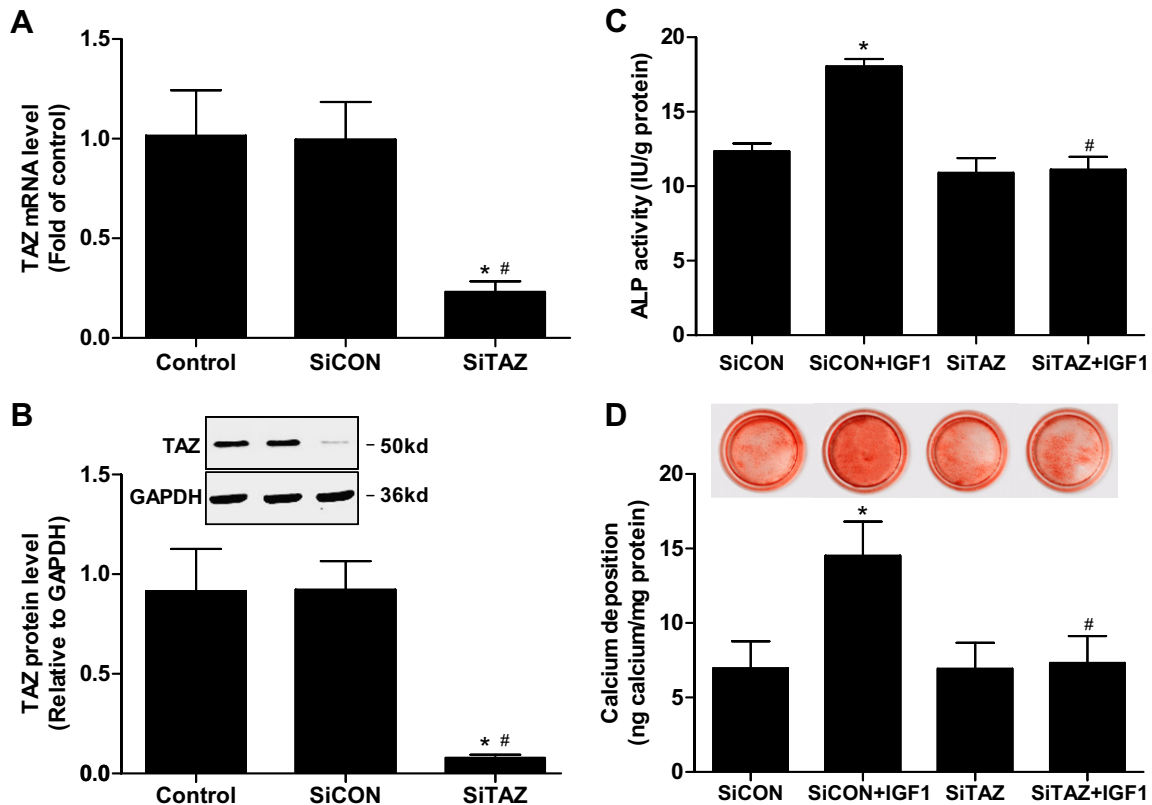 A
TAZ mRNA level
(Fold of control)
1.5
1.0
0.5
0.0
* #
Control SiCON SiTAZ
B
TAZ
- 50kd
GAPDH
- 36kd
TAZ protein level
(Relative to GAPDH)
1.5
1.0
0.5
0.0
* #
Control SiCON SiTAZ
C
ALP activity (IU/g protein)
20
15
10
5
0
*
#
SiCON SiCON+IGF1 SiTAZ SiTAZ+IGF1
D
Calcium deposition
(ng calcium/mg protein)
20
15
10
5
0
*
#
SiCON SiCON+IGF1 SiTAZ SiTAZ+IGF1